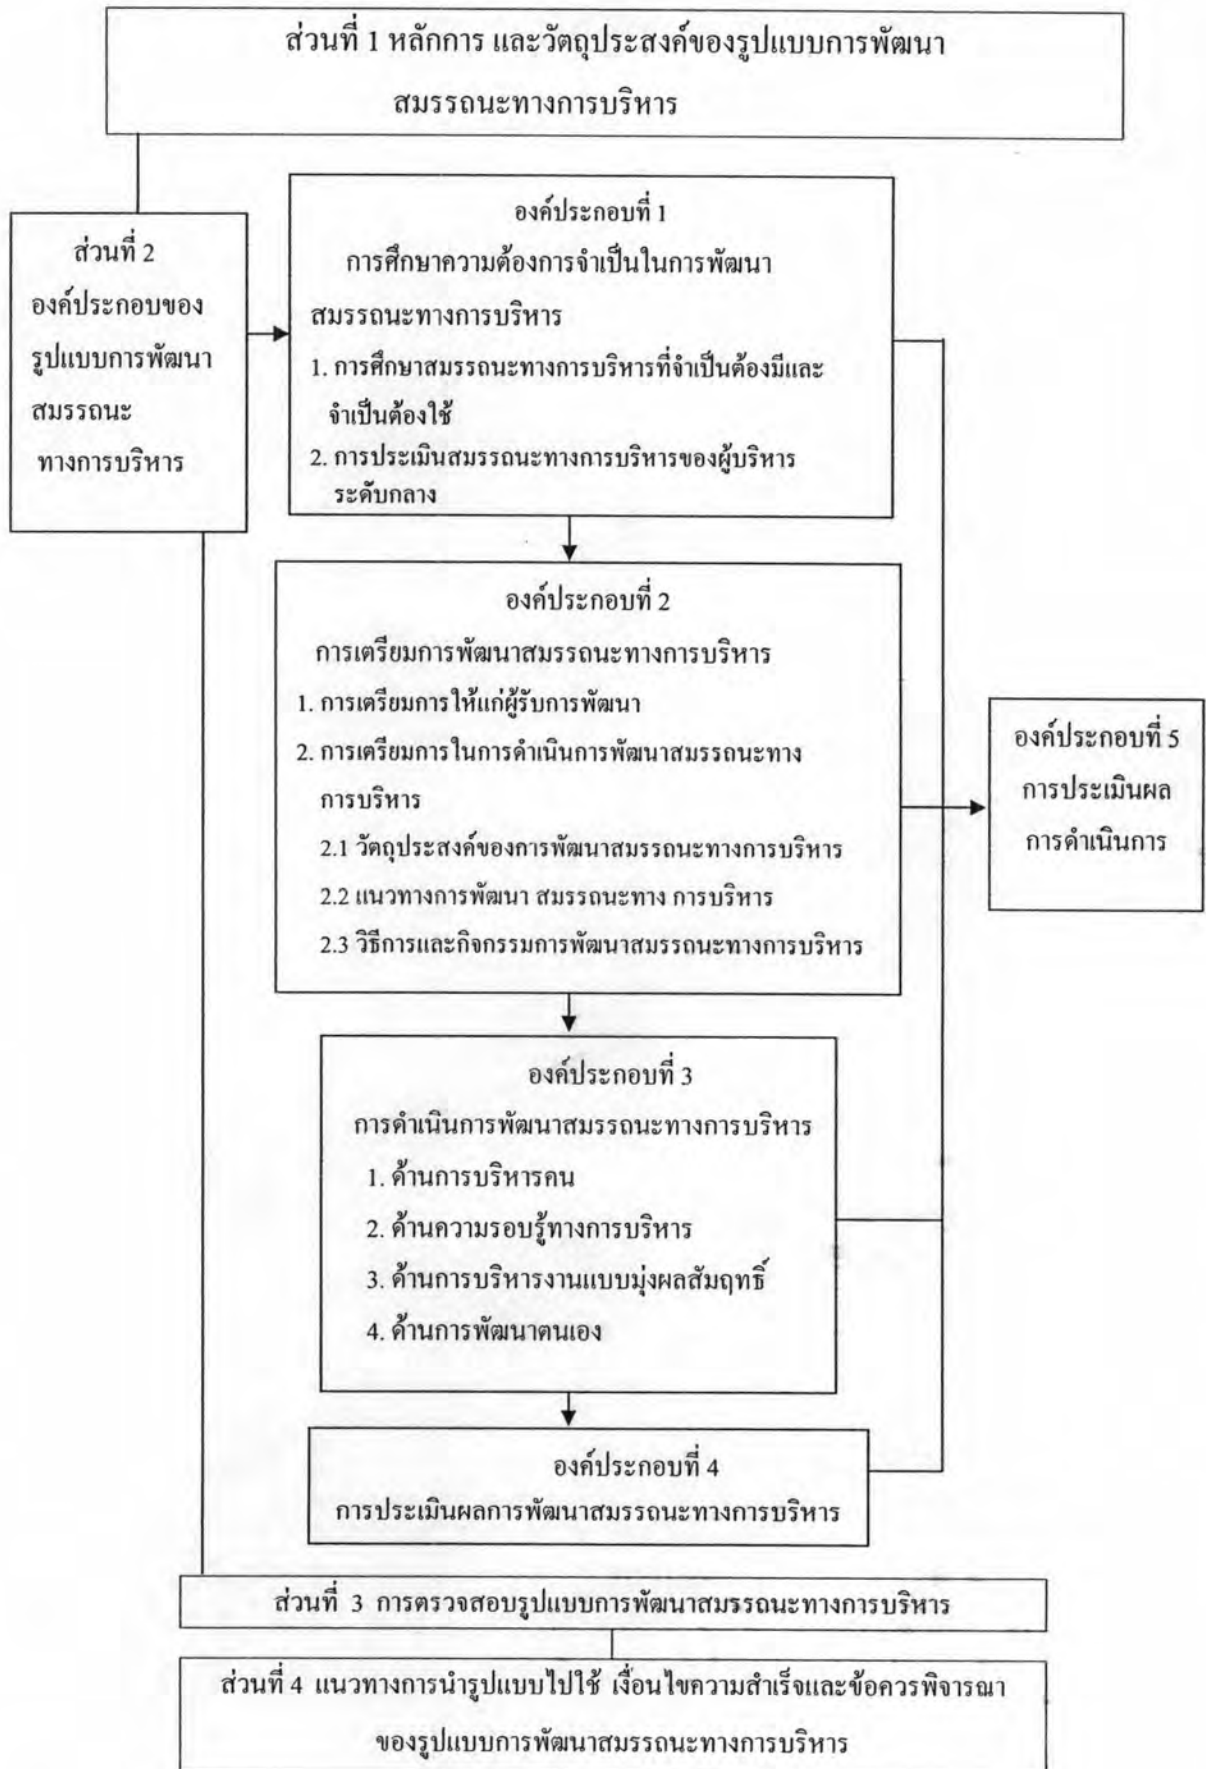 ส่วนที่ 1 หลักการ และวัตถุประสงค์ของรูปแบบการพัฒนา
สมรรถนะทางการบริหาร
ส่วนที่ 2
องค์ประกอบของ
รูปแบบการพัฒนา
สมรรถนะ
ทางการบริหาร
องค์ประกอบที่ 1
การศึกษาความต้องการจำเป็นในการพัฒนา
สมรรถนะทางการบริหาร
1. การศึกษาสมรรถนะทางการบริหารที่จำเป็นต้องมีและ
จำเป็นต้องใช้
2. การประเมินสมรรถนะทางการบริหารของผู้บริหาร
ระดับกลาง
องค์ประกอบที่ 2
การเตรียมการพัฒนาสมรรถนะทางการบริหาร
1. การเตรียมการให้แก่ผู้รับการพัฒนา
2. การเตรียมการในการดำเนินการพัฒนาสมรรถนะทาง
การบริหาร
2.1 วัตถุประสงค์ของการพัฒนาสมรรถนะทางการบริหาร
2.2 แนวทางการพัฒนา สมรรถนะทาง การบริหาร
2.3 วิธีการและกิจกรรมการพัฒนาสมรรถนะทางการบริหาร
องค์ประกอบที่ 3
การดำเนินการพัฒนาสมรรถนะทางการบริหาร
1. ด้านการบริหารคน
2. ด้านความรอบรู้ทางการบริหาร
3. ด้านการบริหารงานแบบมุ่งผลสัมฤทธิ์
4. ด้านการพัฒนาตนเอง
องค์ประกอบที่ 4
การประเมินผลการพัฒนาสมรรถนะทางการบริหาร
องค์ประกอบที่ 5
การประเมินผล
การดำเนินการ
ส่วนที่ 3 การตรวจสอบรูปแบบการพัฒนาสมรรถนะทางการบริหาร
ส่วนที่ 4 แนวทางการนำรูปแบบไปใช้ เงื่อนไขความสำเร็จและข้อควรพิจารณา
ของรูปแบบการพัฒนาสมรรถนะทางการบริหาร